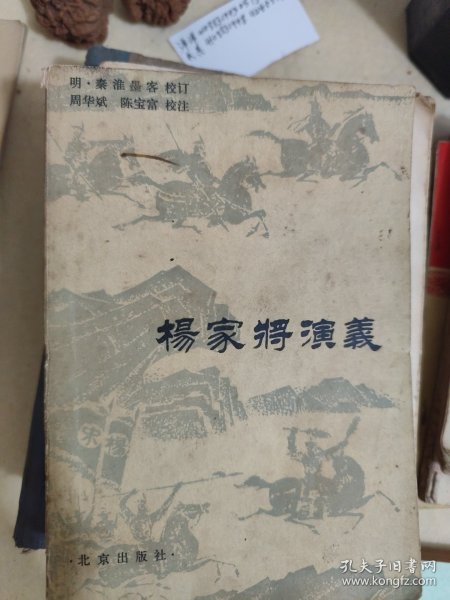 明·秦淮墨客 校订
周华斌 陈宝富 校注
楊家將演義
宋
·北京出版社·
孔夫子旧书网
www.kongfz.com